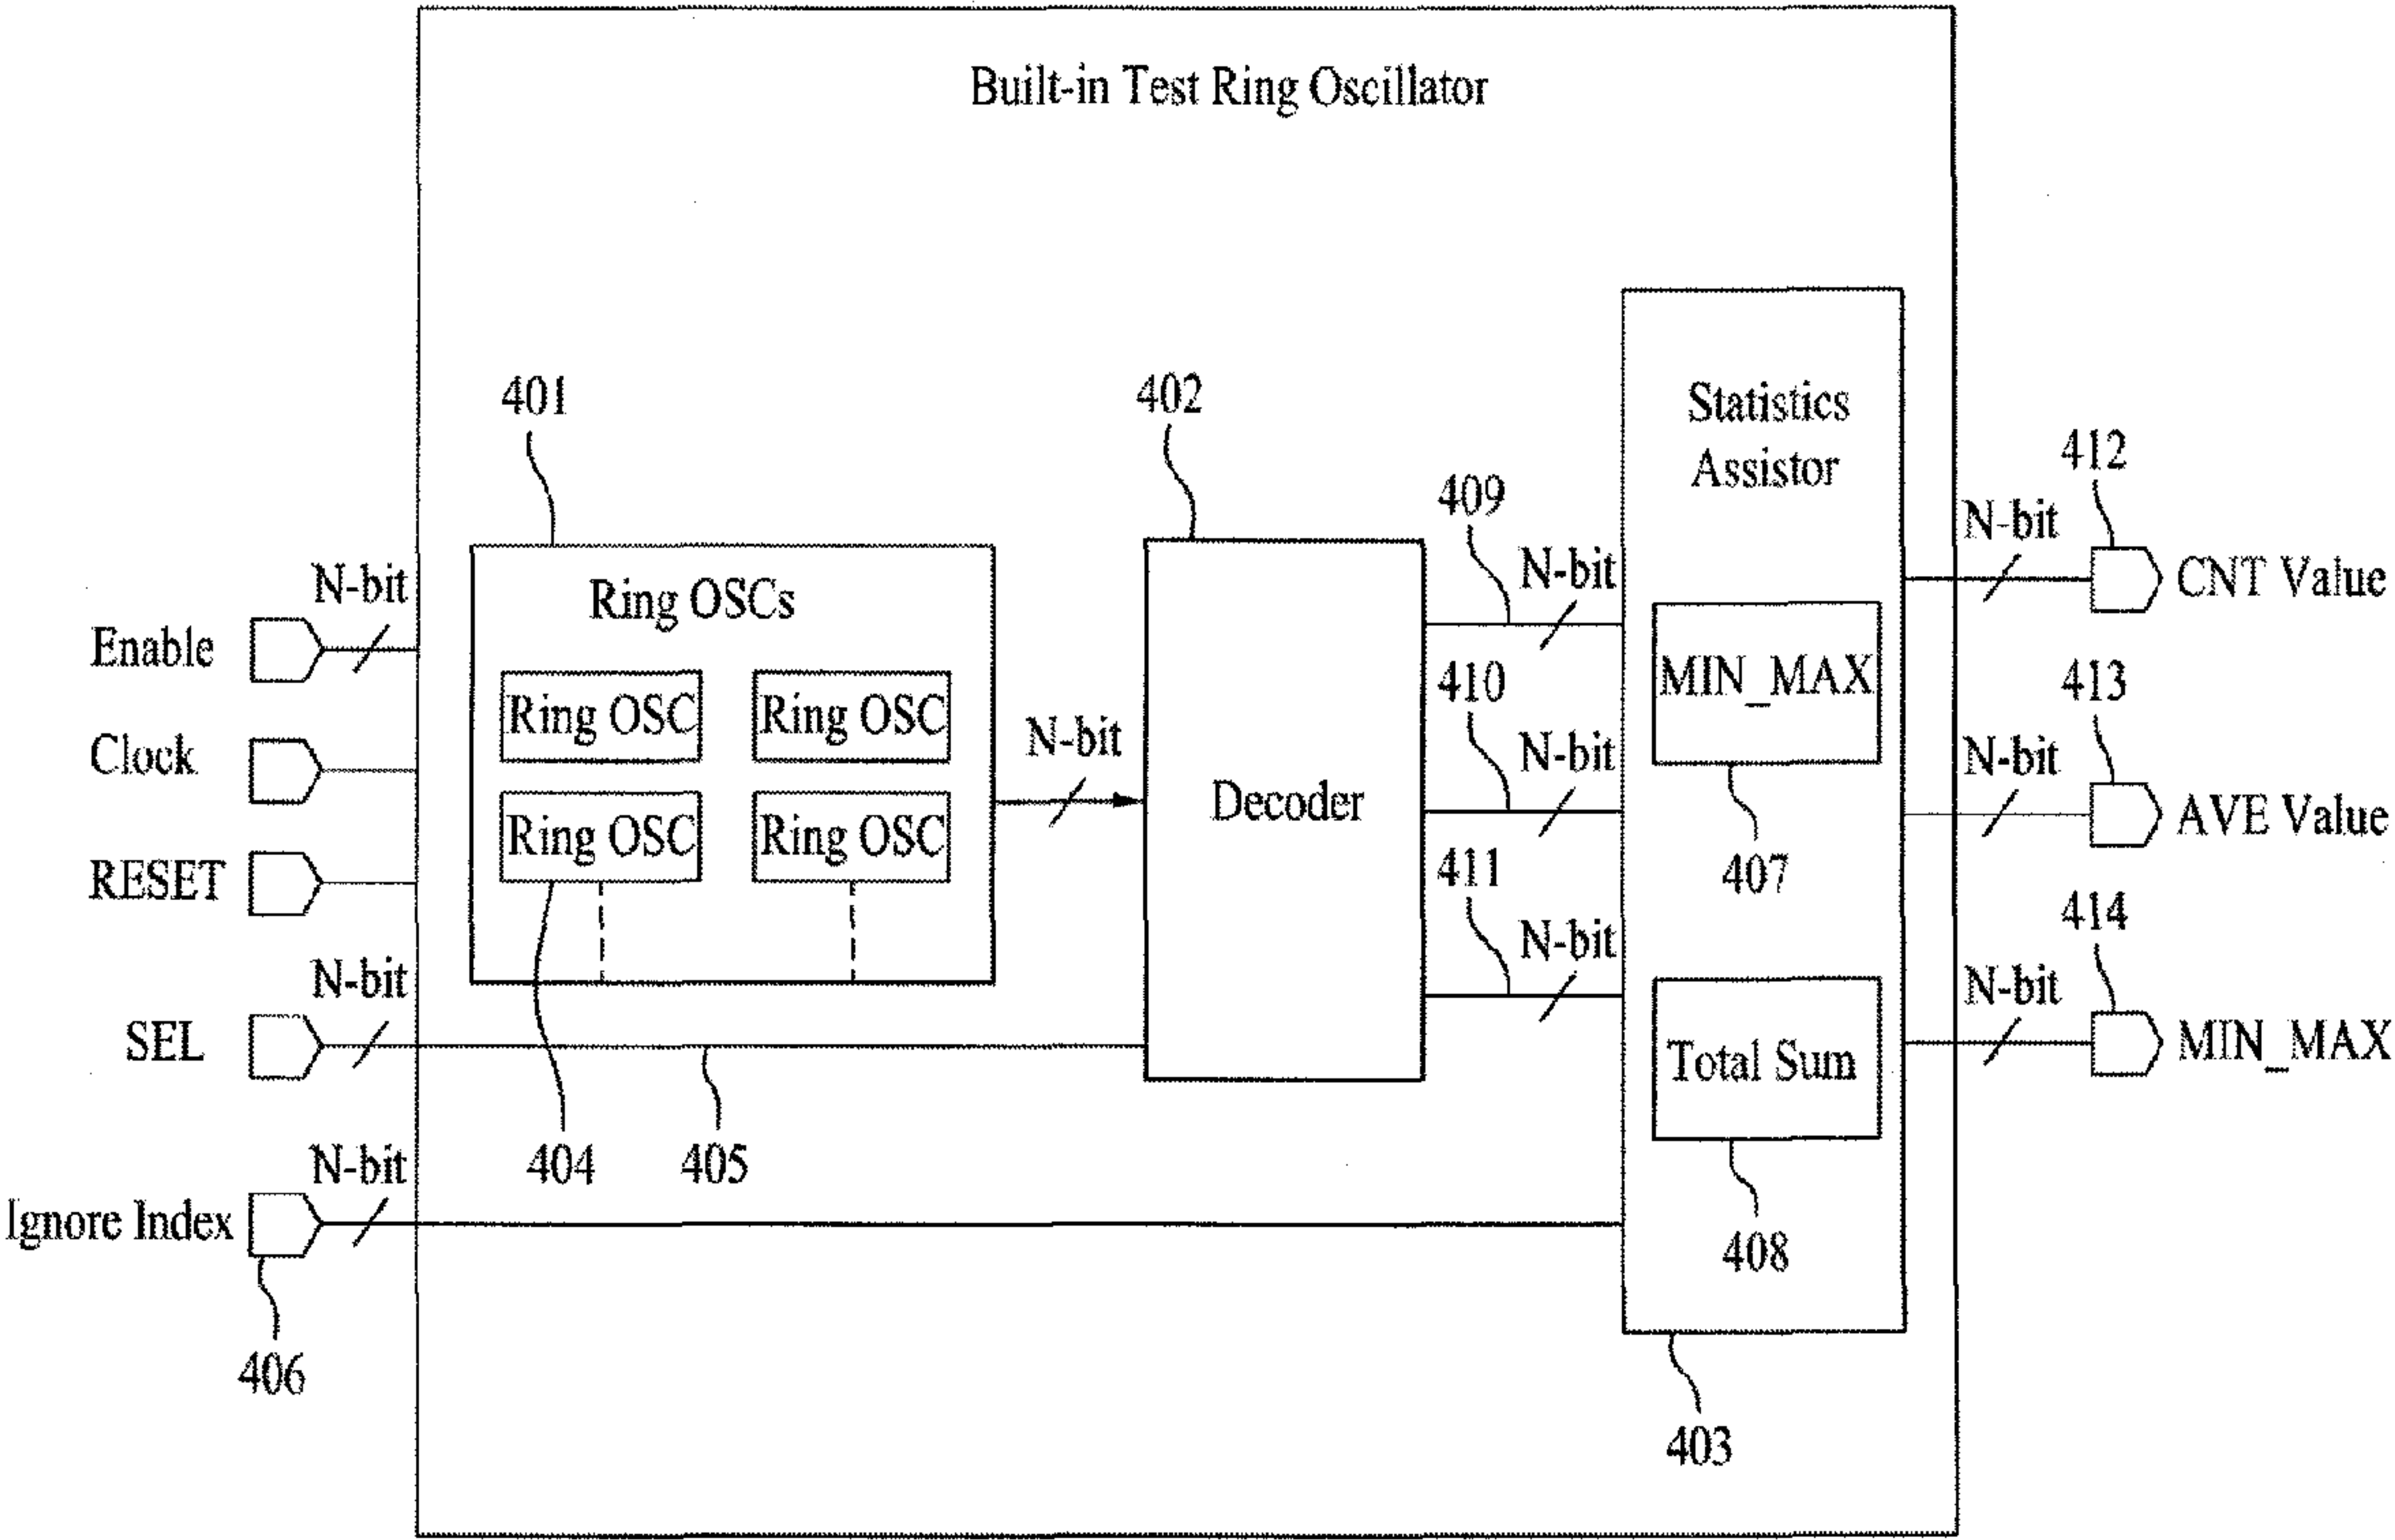 Built-in Test Ring Oscillator
401
402
Statistics
Assistor
412
409
N-bit
N-bit
CNT Value
N-bit
Ring OSCs
Enable
MIN_MAX
410
413
Ring OSC
Ring OSC
N-bit
N-bit
N-bit
AVE Value
Clock
Decoder
Ring OSC
Ring OSC
411
407
RESET
414
N-bit
N-bit
N-bit
MIN_MAX
SEL
Total Sum
404
405
N-bit
Ignore Index
408
406
403